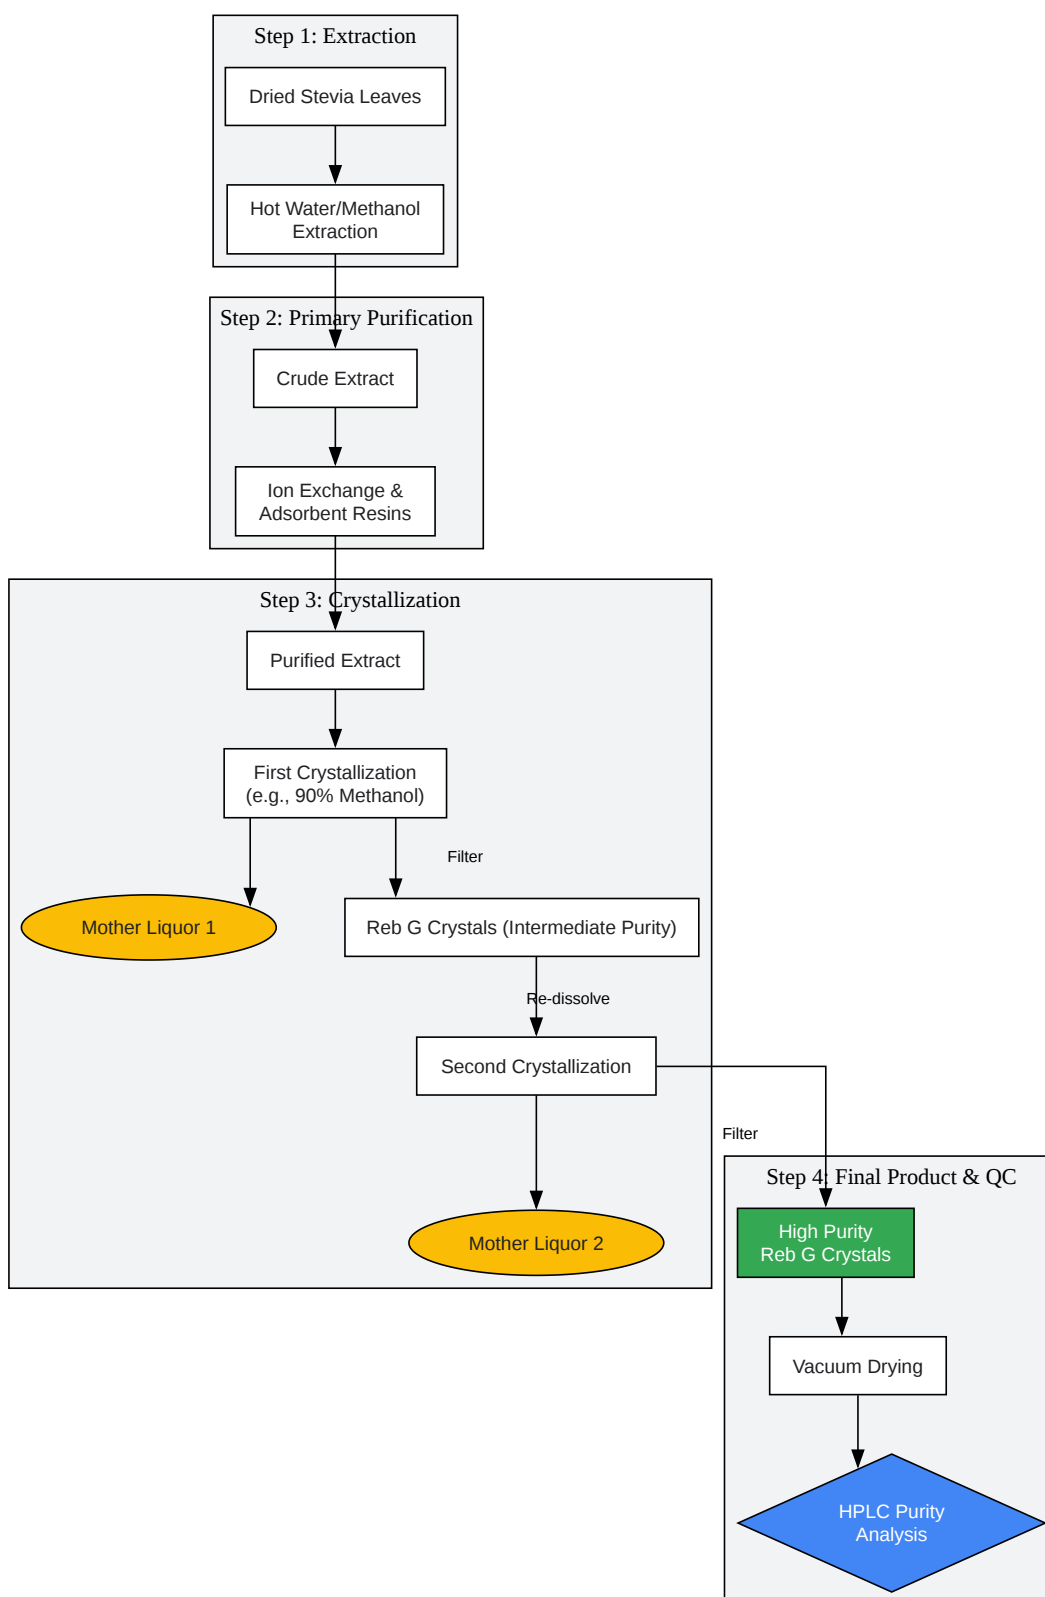 Step 1: Extraction
Dried Stevia Leaves
Hot Water/Methanol
Extraction
Step 2: Primary Purification
Crude Extract
Ion Exchange &
Adsorbent Resins
Step 3: Crystallization
Purified Extract
First Crystallization
(e.g., 90% Methanol)
Filter
Mother Liquor 1
Reb G Crystals (Intermediate Purity)
Re-dissolve
Second Crystallization
Filter
Mother Liquor 2
Step 4: Final Product & QC
High Purity
Reb G Crystals
Vacuum Drying
HPLC Purity
Analysis